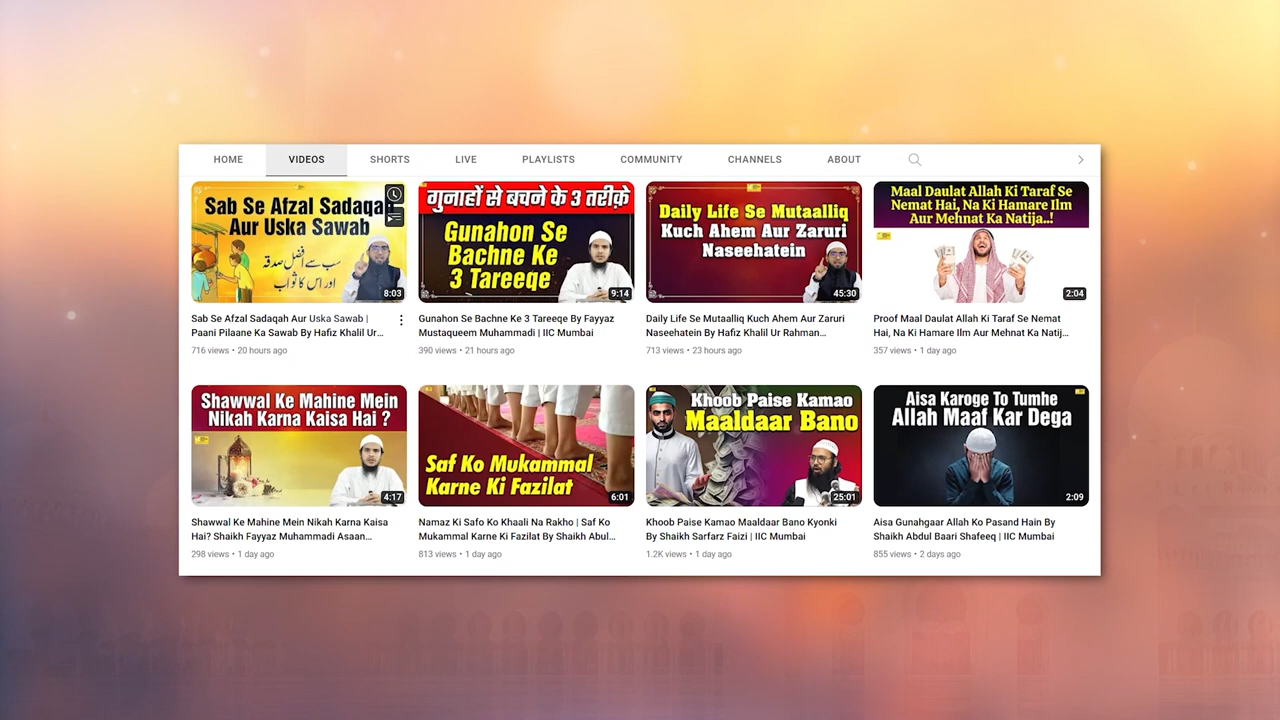 HOME VIDEOS SHORTS LIVE PLAYLISTS COMMUNITY CHANNELS ABOUT
Sab Se Afzal Sadaqah
Aur Uska Sawab
سب سے افضل صدقہ
اور اس کا ثواب
8:03
Sab Se Afzal Sadaqah Aur Uska Sawab |
Paani Pilaane Ka Sawab By Hafiz Khalil Ur...
716 views • 20 hours ago
गुनाहों से बचने के 3 तरीक़े
Gunahon Se
Bachne Ke
3 Tareeqe
9:14
Gunahon Se Bachne Ke 3 Tareeqe By Fayyaz
Mustaqueem Muhammadi | IIC Mumbai
390 views • 21 hours ago
Daily Life Se Mutaalliq
Kuch Ahem Aur Zaruri
Naseehatein
45:30
Daily Life Se Mutaalliq Kuch Ahem Aur Zaruri
Naseehatein By Hafiz Khalil Ur Rahman...
713 views • 23 hours ago
Maal Daulat Allah Ki Taraf Se
Nemat Hai, Na Ki Hamare Ilm
Aur Mehnat Ka Natija..!
2:04
Proof Maal Daulat Allah Ki Taraf Se Nemat
Hai, Na Ki Hamare Ilm Aur Mehnat Ka Natij...
357 views • 1 day ago
Shawwal Ke Mahine Mein
Nikah Karna Kaisa Hai ?
4:17
Shawwal Ke Mahine Mein Nikah Karna Kaisa
Hai? Shaikh Fayyaz Muhammadi Asaan...
298 views • 1 day ago
Saf Ko Mukammal
Karne Ki Fazilat
6:01
Namaz Ki Safo Ko Khaali Na Rakho | Saf Ko
Mukammal Karne Ki Fazilat By Shaikh Abul...
813 views • 1 day ago
Khoob Paise Kamao
Maaldaar Bano
25:01
Khoob Paise Kamao Maaldaar Bano Kyonki
By Shaikh Sarfarz Faizi | IIC Mumbai
1.2K views • 1 day ago
Aisa Karoge To Tumhe
Allah Maaf Kar Dega
2:09
Aisa Gunahgaar Allah Ko Pasand Hain By
Shaikh Abdul Baari Shafeeq | IIC Mumbai
855 views • 2 days ago